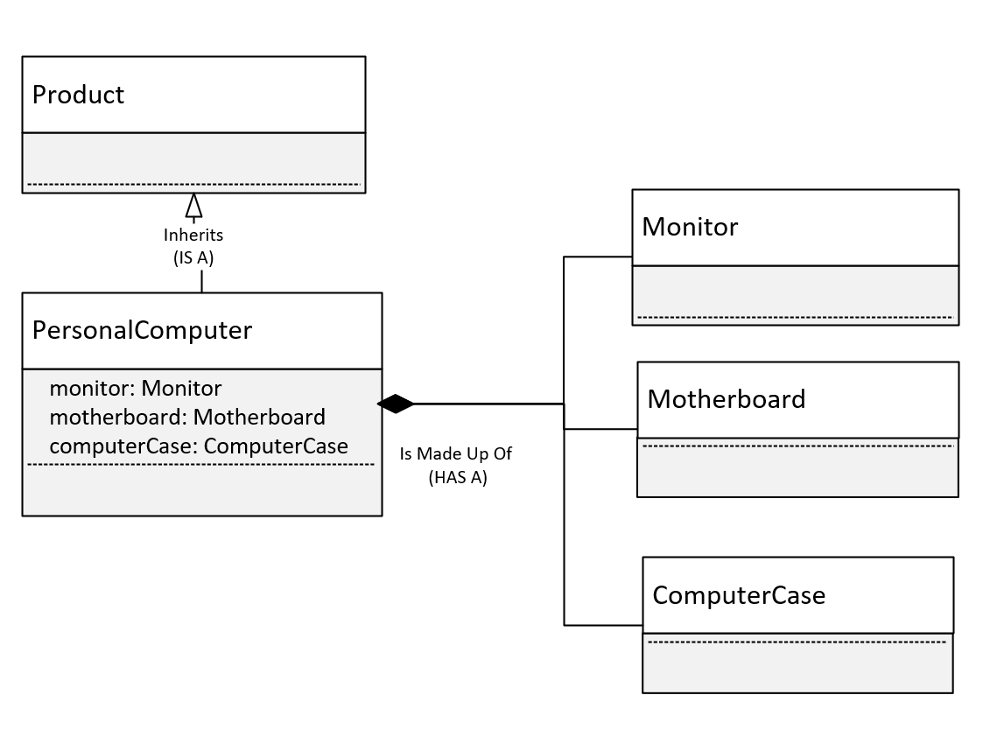 Product
Inherits
(IS A)
PersonalComputer
monitor: Monitor
motherboard: Motherboard
computerCase: ComputerCase
Is Made Up Of
(HAS A)
Monitor
Motherboard
ComputerCase